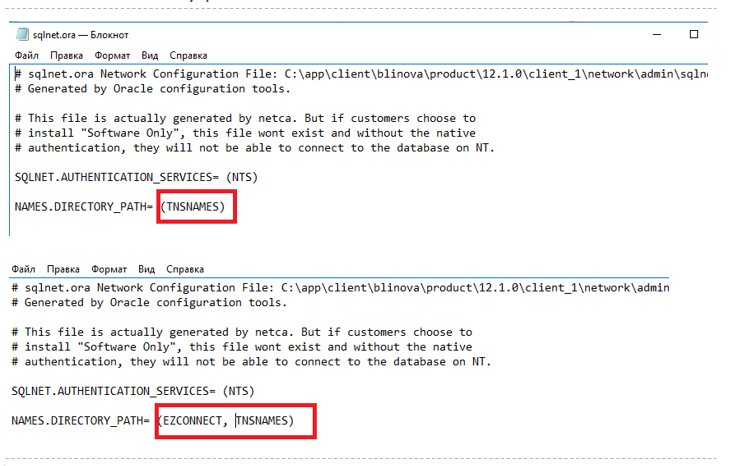 sqlnet.ora — Блокнот
Файл Правка Формат Вид Справка
# sqlnet.ora Network Configuration File: C:\app\client\blinova\product\12.1.0\client_1\network\admin\sqln
# Generated by Oracle configuration tools.
# This file is actually generated by netca. But if customers choose to
# install "Software Only", this file wont exist and without the native
# authentication, they will not be able to connect to the database on NT.
SQLNET.AUTHENTICATION_SERVICES= (NTS)
NAMES.DIRECTORY_PATH= (TNSNAMES)
Файл Правка Формат Вид Справка
# sqlnet.ora Network Configuration File: C:\app\client\blinova\product\12.1.0\client_1\network\admin
# Generated by Oracle configuration tools.
# This file is actually generated by netca. But if customers choose to
# install "Software Only", this file wont exist and without the native
# authentication, they will not be able to connect to the database on NT.
SQLNET.AUTHENTICATION_SERVICES= (NTS)
NAMES.DIRECTORY_PATH= (EZCONNECT, TNSNAMES)